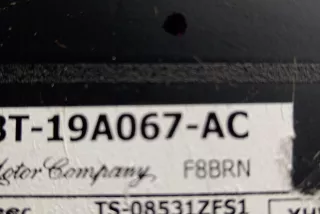 BT-19A067-AC
Motor Company F8BRN
TS-08531ZFS1